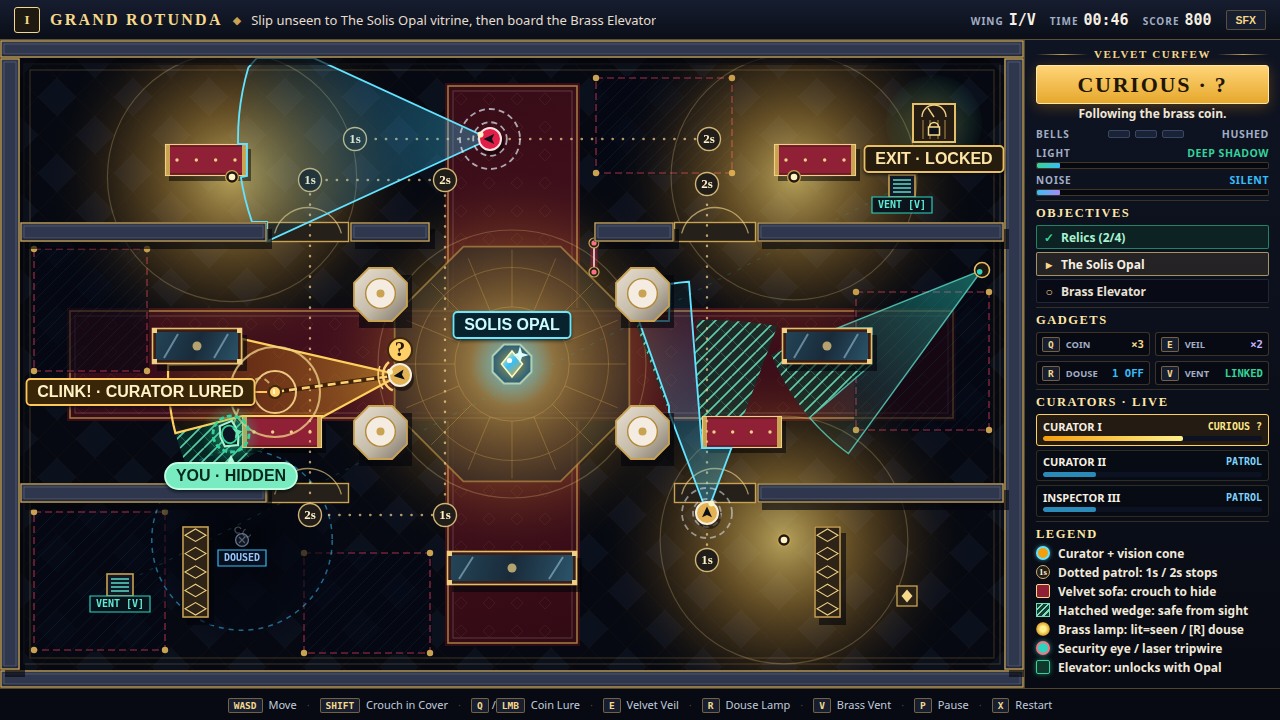 I GRAND ROTUNDA ◆ Slip unseen to The Solis Opal vitrine, then board the Brass Elevator WING I/V TIME 00:46 SCORE 800 SFX
1s
2s
1s
2s
2s
EXIT · LOCKED
VENT [V]
SOLIS OPAL
?
CLINK! · CURATOR LURED
YOU · HIDDEN
2s
1s
DOUSED
1s
VENT [V]
VELVET CURFEW
CURIOUS · ?
Following the brass coin.
BELLS HUSHED
LIGHT DEEP SHADOW
NOISE SILENT
OBJECTIVES
✓ Relics (2/4)
▸ The Solis Opal
○ Brass Elevator
GADGETS
Q COIN ×3 E VEIL ×2
R DOUSE 1 OFF V VENT LINKED
CURATORS · LIVE
CURATOR I CURIOUS ?
CURATOR II PATROL
INSPECTOR III PATROL
LEGEND
Curator + vision cone
1s Dotted patrol: 1s / 2s stops
Velvet sofa: crouch to hide
Hatched wedge: safe from sight
Brass lamp: lit=seen / [R] douse
Security eye / laser tripwire
Elevator: unlocks with Opal
WASD Move · SHIFT Crouch in Cover · Q / LMB Coin Lure · E Velvet Veil · R Douse Lamp · V Brass Vent · P Pause · X Restart